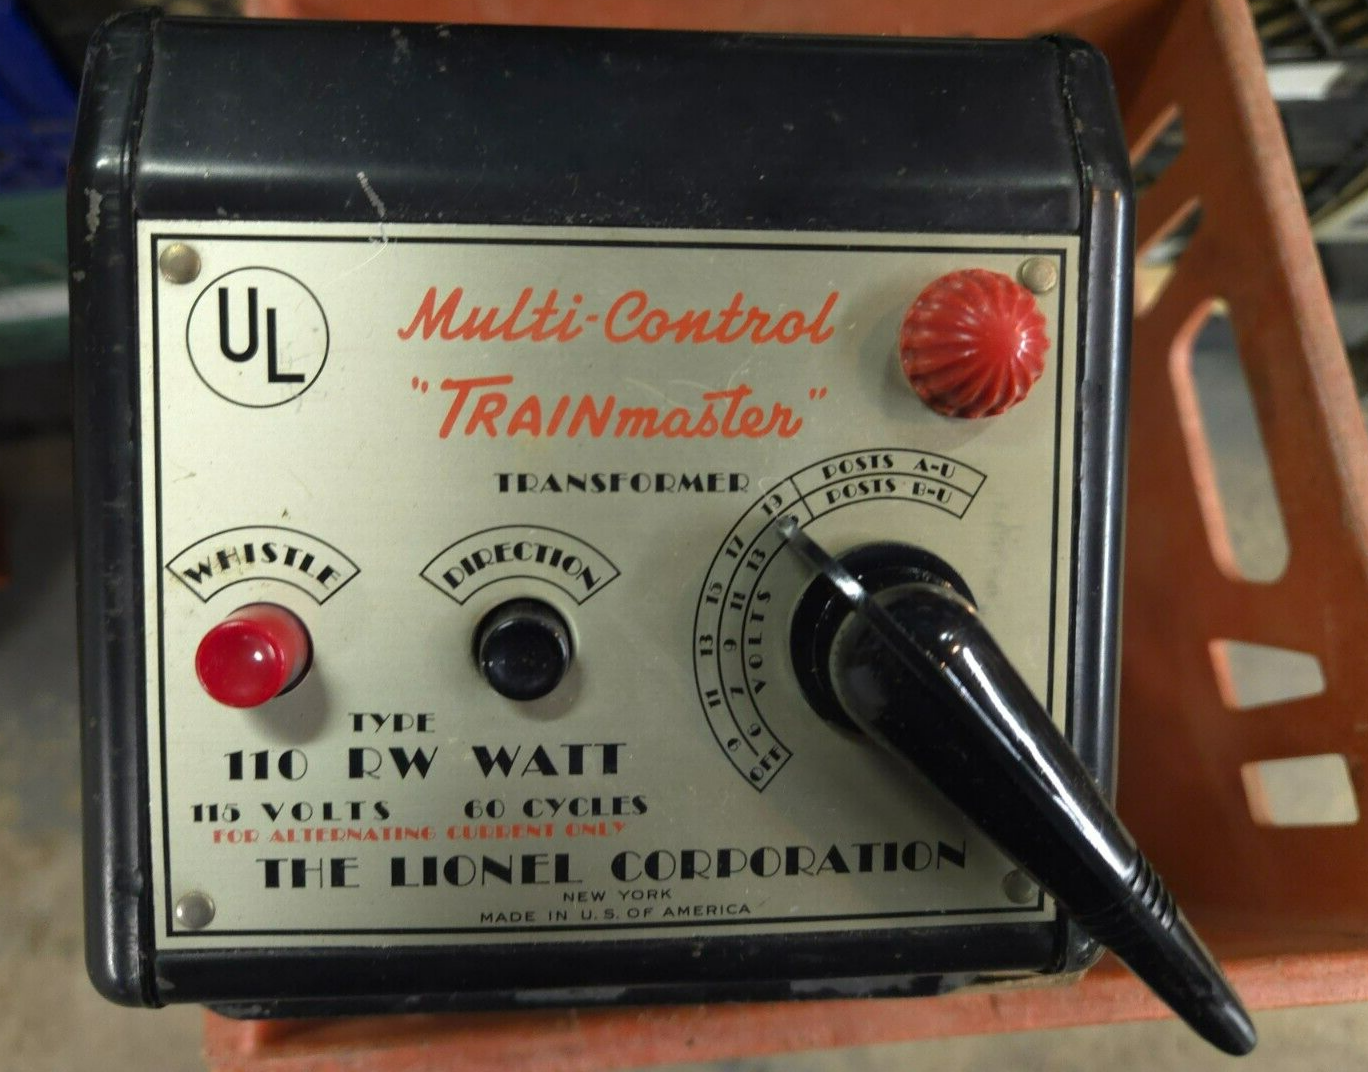 UL
Multi-Control
"TRAINmaster"
TRANSFORMER
POSTS A-U
POSTS B-U
19
17
15
13
11
9
13
11
9
7
6
VOLTS
OFF
WHISTLE
DIRECTION
TYPE
110 RW WATT
115 VOLTS 60 CYCLES
FOR ALTERNATING CURRENT ONLY
THE LIONEL CORPORATION
NEW YORK
MADE IN U.S. OF AMERICA